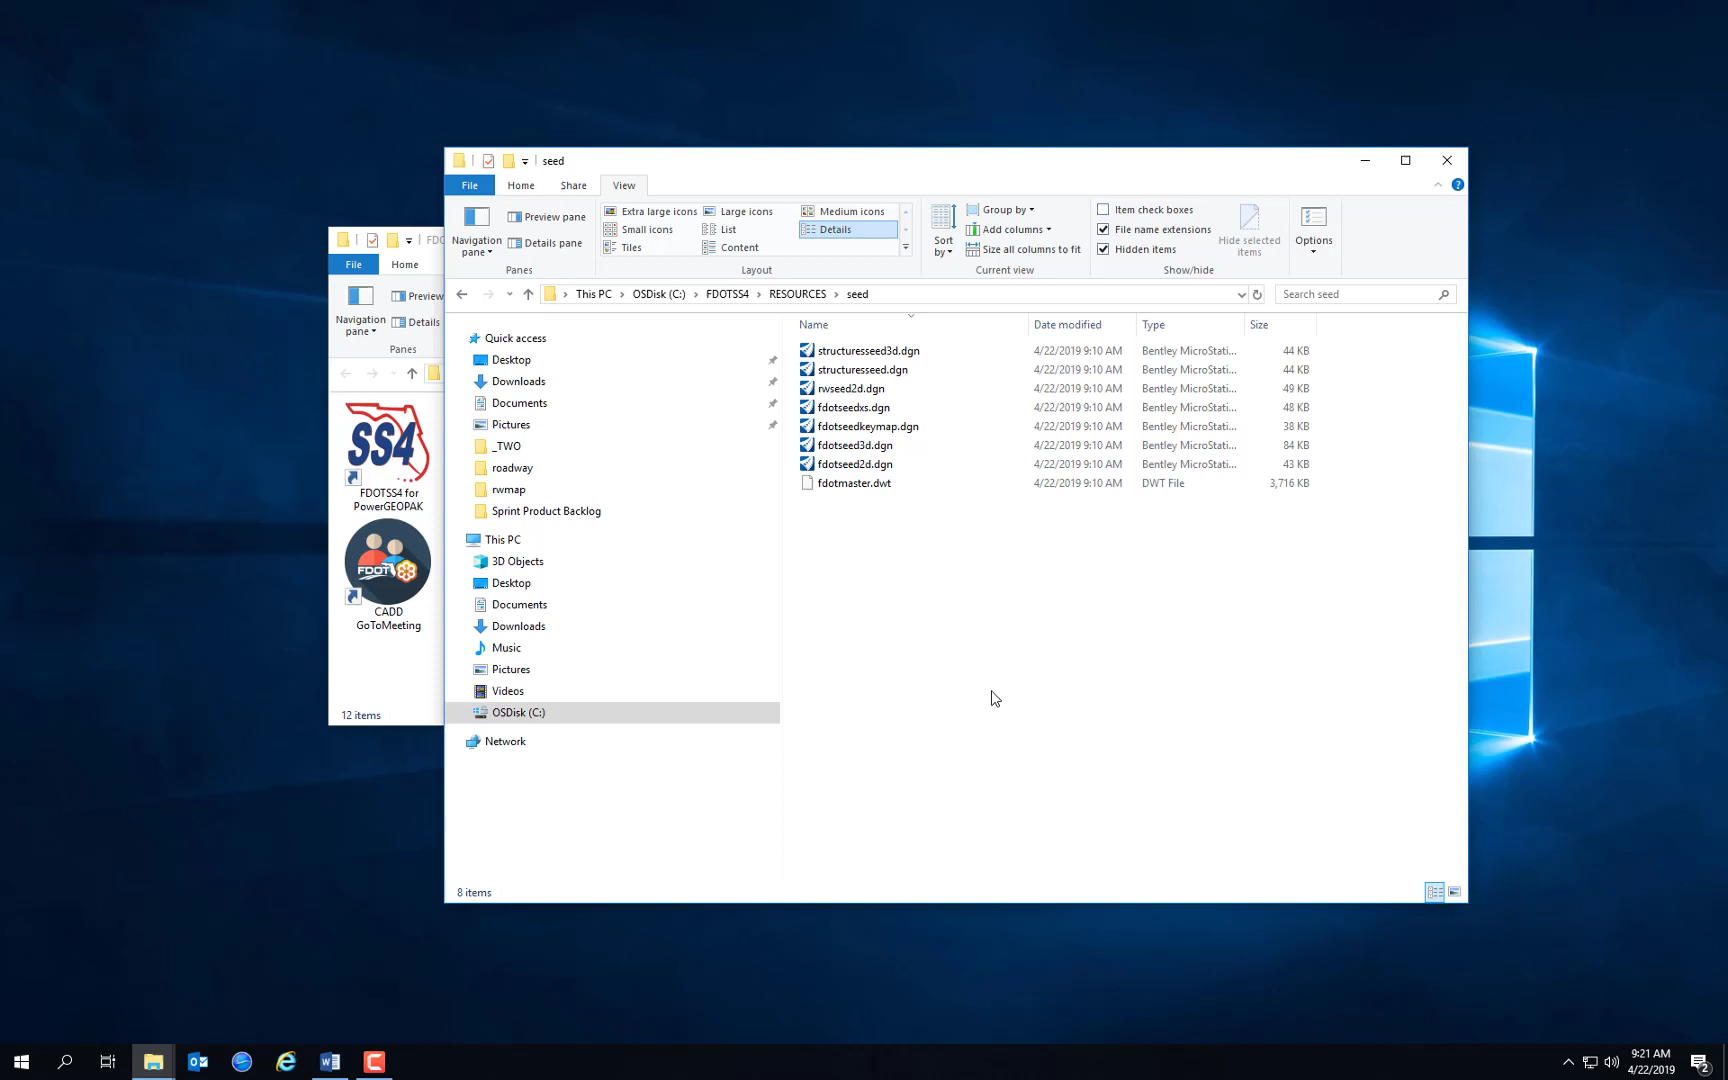 seed
File Home Share View
Navigation pane
Preview pane
Details pane
Panes
Extra large icons Large icons Medium icons
Small icons List Details
Tiles Content
Layout
Sort by
Group by
Add columns
Size all columns to fit
Current view
Item check boxes
File name extensions
Hidden items
Hide selected items
Show/hide
Options
This PC > OSDisk (C:) > FDOTSS4 > RESOURCES > seed
Search seed
Quick access
Desktop
Downloads
Documents
Pictures
_TWO
roadway
rwmap
Sprint Product Backlog
This PC
3D Objects
Desktop
Documents
Downloads
Music
Pictures
Videos
OSDisk (C:)
Network
Name Date modified Type Size
structuresseed3d.dgn 4/22/2019 9:10 AM Bentley MicroStati... 44 KB
structuresseed.dgn 4/22/2019 9:10 AM Bentley MicroStati... 44 KB
rwseed2d.dgn 4/22/2019 9:10 AM Bentley MicroStati... 49 KB
fdotseedxs.dgn 4/22/2019 9:10 AM Bentley MicroStati... 48 KB
fdotseedkeymap.dgn 4/22/2019 9:10 AM Bentley MicroStati... 38 KB
fdotseed3d.dgn 4/22/2019 9:10 AM Bentley MicroStati... 84 KB
fdotseed2d.dgn 4/22/2019 9:10 AM Bentley MicroStati... 43 KB
fdotmaster.dwt 4/22/2019 9:10 AM DWT File 3,716 KB
8 items
FDOT
File Home
Navigation pane
Preview
Details
Panes
SS4
FDOTSS4 for
PowerGEOPAK
FDOT
CADD
GoToMeeting
12 items
9:21 AM
4/22/2019
2